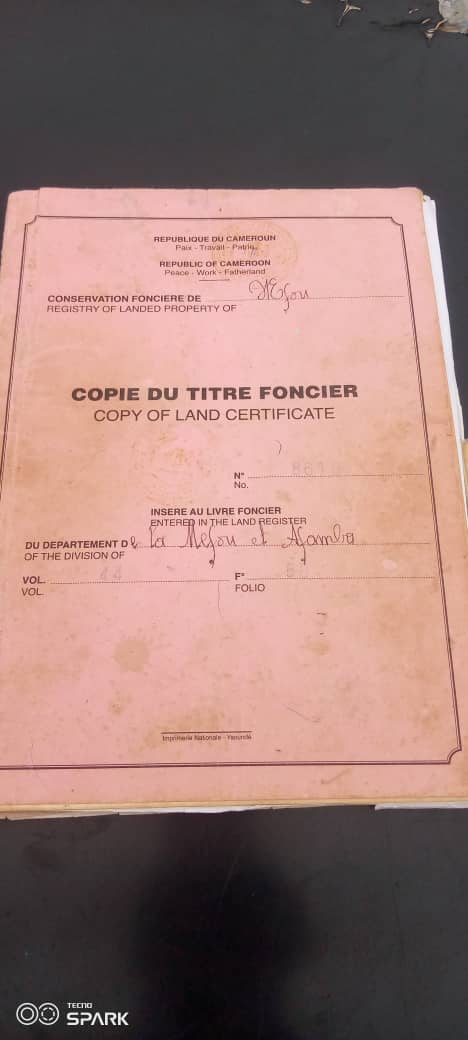 REPUBLIQUE DU CAMEROUN
Paix - Travail - Patrie
REPUBLIC OF CAMEROON
Peace - Work - Fatherland
CONSERVATION FONCIERE DE Mefou
REGISTRY OF LANDED PROPERTY OF
COPIE DU TITRE FONCIER
COPY OF LAND CERTIFICATE
N°
No.
INSERE AU LIVRE FONCIER
ENTERED IN THE LAND REGISTER
DU DEPARTEMENT De La Mefou et Afamba
OF THE DIVISION OF
VOL. 44 F°
VOL. FOLIO
Imprimerie Nationale - Yaoundé
TECNO
SPARK